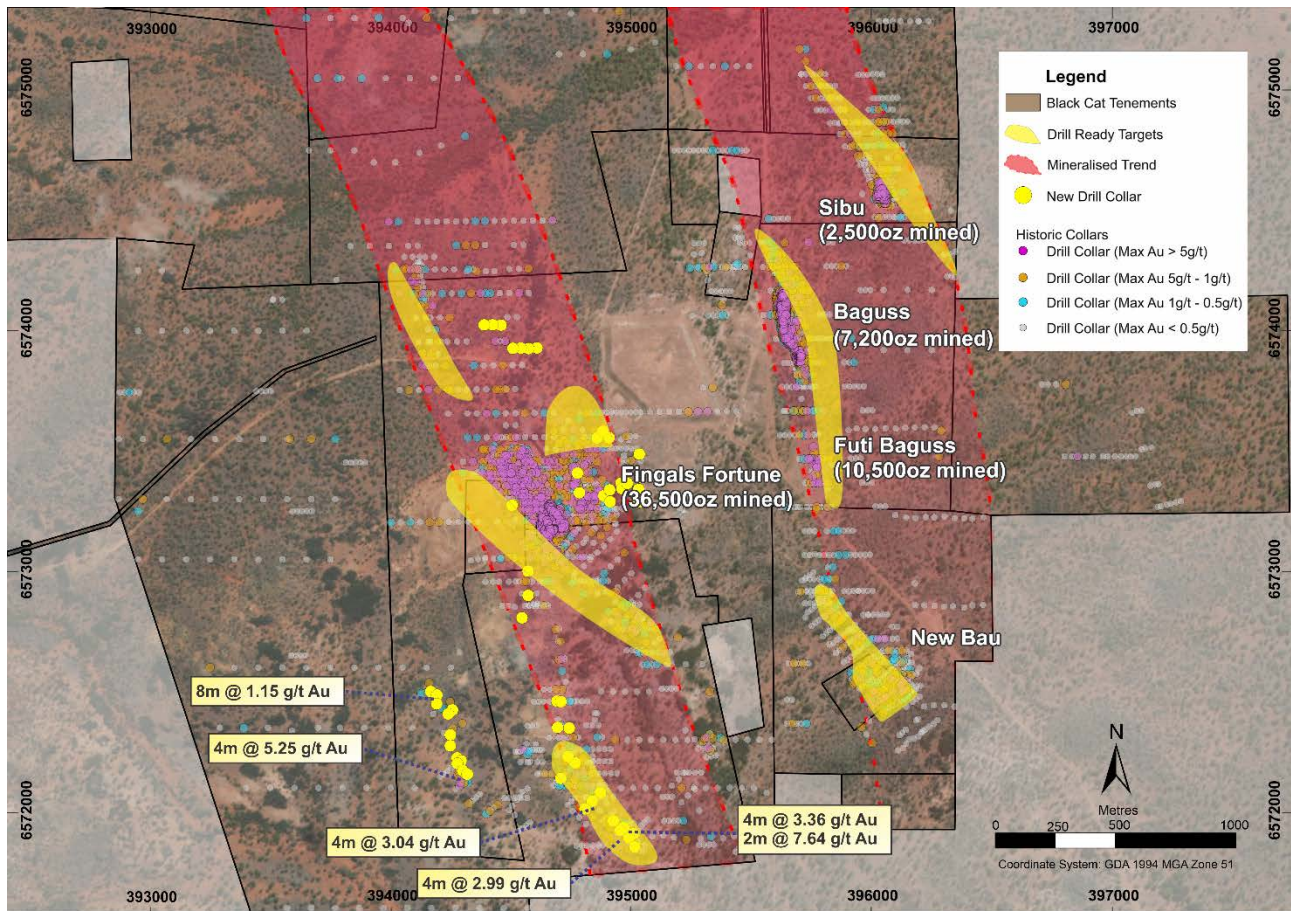 393000
394000
395000
396000
397000
6575000
6575000
Legend
Black Cat Tenements
Drill Ready Targets
Mineralised Trend
New Drill Collar
Historic Collars
Drill Collar (Max Au > 5g/t)
Drill Collar (Max Au 5g/t - 1g/t)
Drill Collar (Max Au 1g/t - 0.5g/t)
Drill Collar (Max Au < 0.5g/t)
Sibu
(2,500oz mined)
6574000
6574000
Baguss
(7,200oz mined)
Futi Baguss
(10,500oz mined)
Fingals Fortune
(36,500oz mined)
6573000
6573000
New Bau
8m @ 1.15 g/t Au
4m @ 5.25 g/t Au
N
Metres
0
250
500
1000
Coordinate System: GDA 1994 MGA Zone 51
6572000
6572000
4m @ 3.04 g/t Au
4m @ 3.36 g/t Au
2m @ 7.64 g/t Au
4m @ 2.99 g/t Au
393000
394000
395000
396000
397000